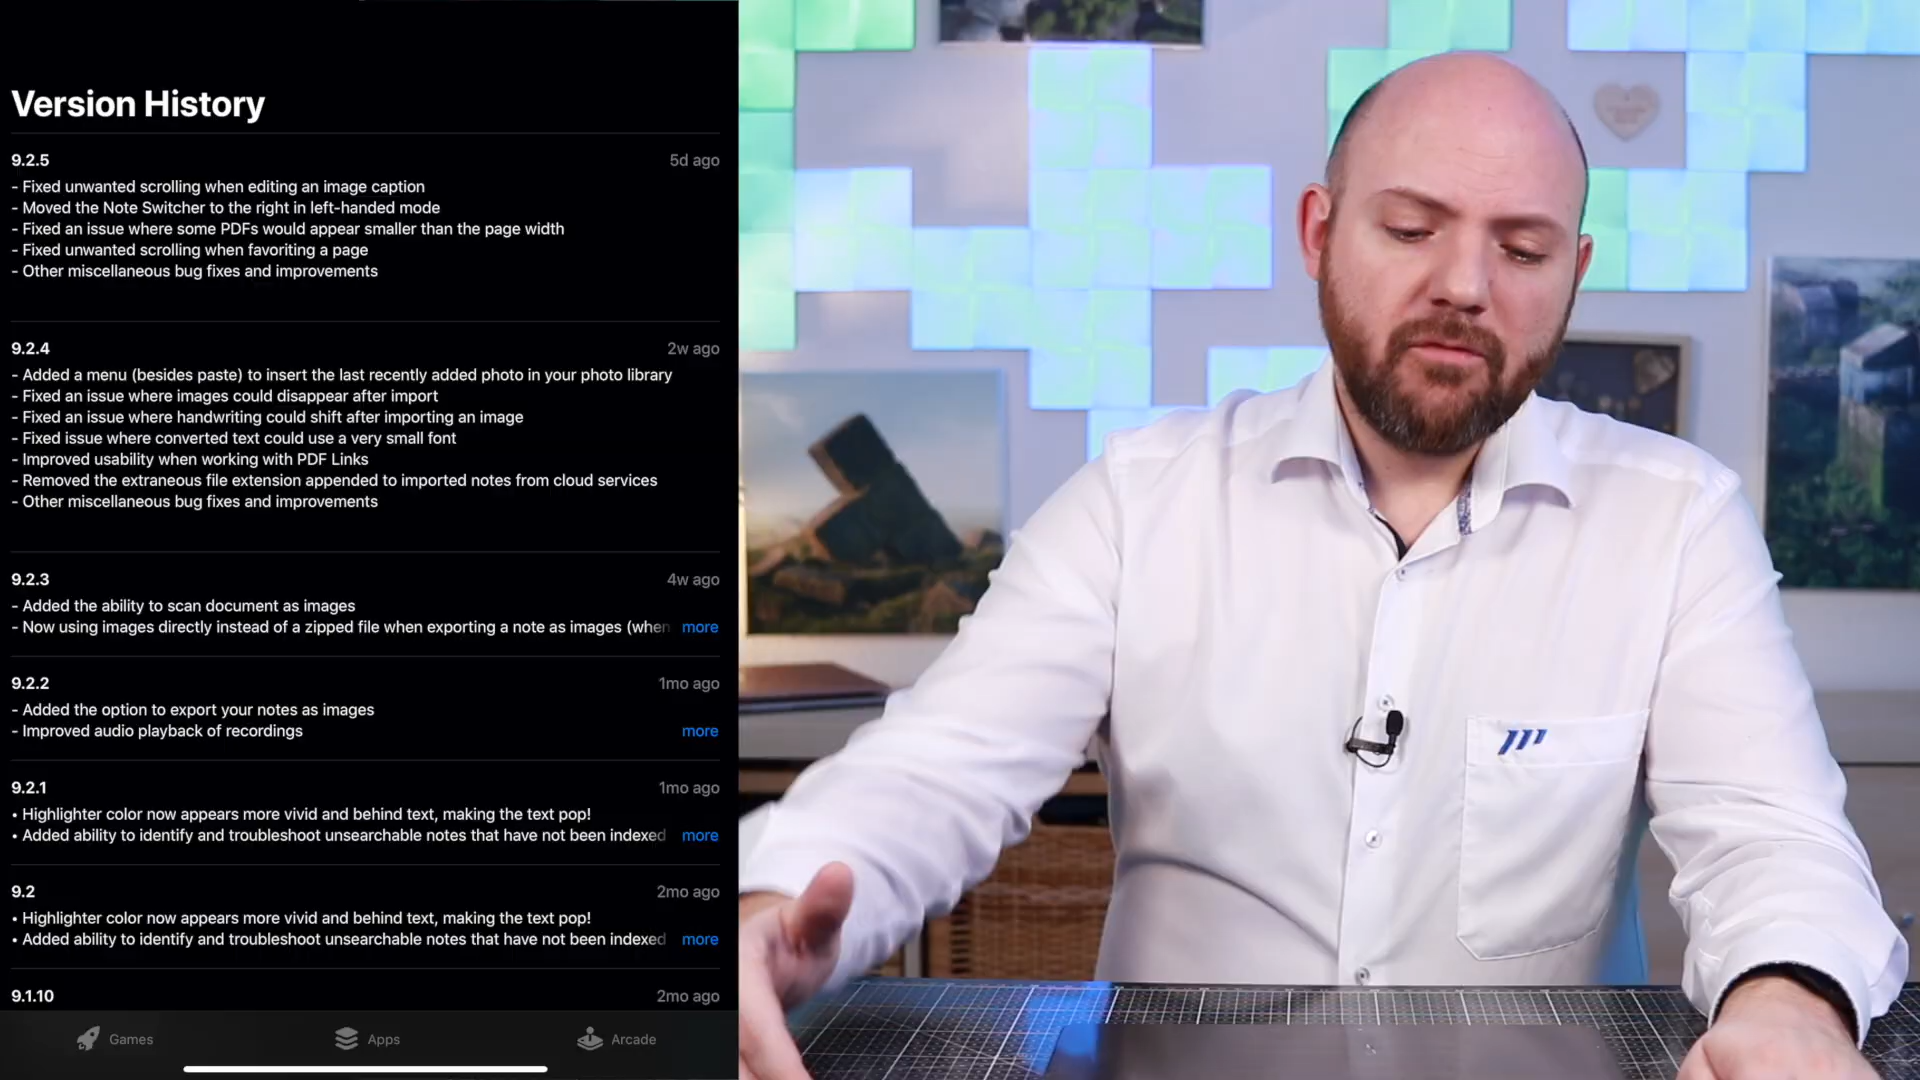 Version History
9.2.5 5d ago
- Fixed unwanted scrolling when editing an image caption
- Moved the Note Switcher to the right in left-handed mode
- Fixed an issue where some PDFs would appear smaller than the page width
- Fixed unwanted scrolling when favoriting a page
- Other miscellaneous bug fixes and improvements
9.2.4 2w ago
- Added a menu (besides paste) to insert the last recently added photo in your photo library
- Fixed an issue where images could disappear after import
- Fixed an issue where handwriting could shift after importing an image
- Fixed issue where converted text could use a very small font
- Improved usability when working with PDF Links
- Removed the extraneous file extension appended to imported notes from cloud services
- Other miscellaneous bug fixes and improvements
9.2.3 4w ago
- Added the ability to scan document as images
- Now using images directly instead of a zipped file when exporting a note as images (when more
9.2.2 1mo ago
- Added the option to export your notes as images
- Improved audio playback of recordings more
9.2.1 1mo ago
• Highlighter color now appears more vivid and behind text, making the text pop!
• Added ability to identify and troubleshoot unsearchable notes that have not been indexed more
9.2 2mo ago
• Highlighter color now appears more vivid and behind text, making the text pop!
• Added ability to identify and troubleshoot unsearchable notes that have not been indexed more
9.1.10 2mo ago
Games Apps Arcade